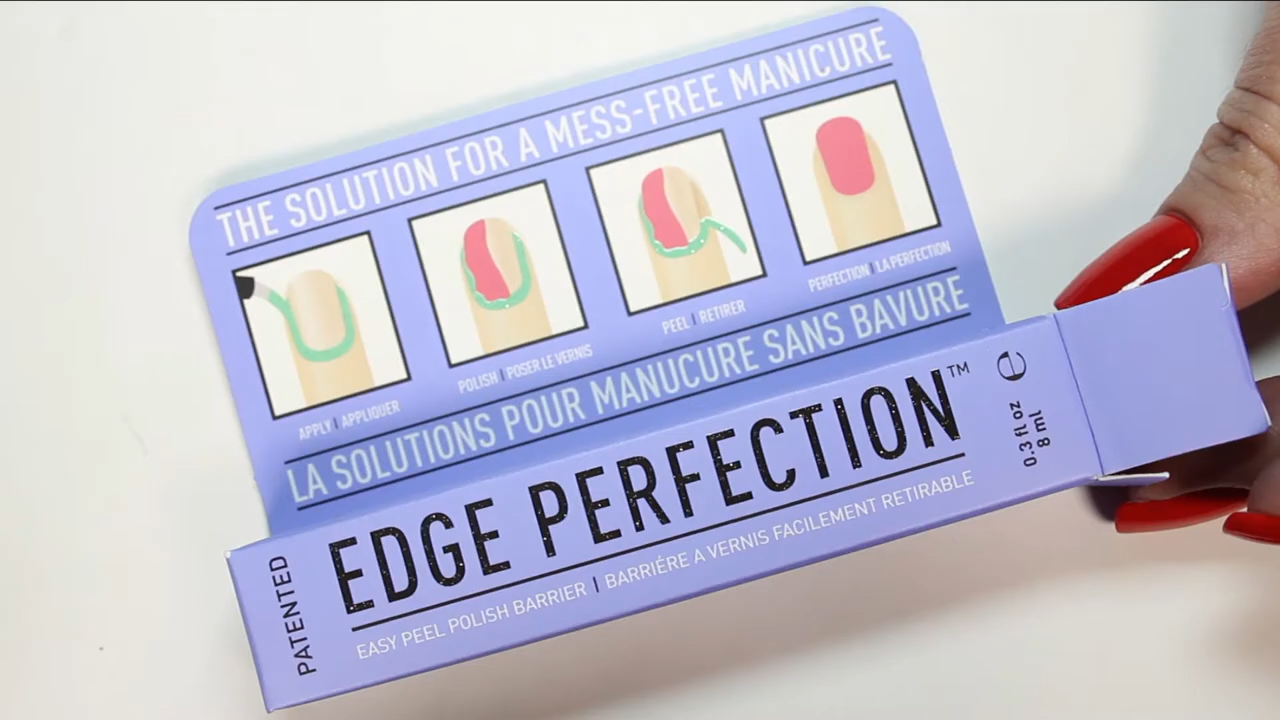 THE SOLUTION FOR A MESS-FREE MANICURE
APPLY | APPLIQUER
POLISH | POSER LE VERNIS
PEEL | RETIRER
PERFECTION | LA PERFECTION
LA SOLUTIONS POUR MANUCURE SANS BAVURE
PATENTED
EDGE PERFECTION™
EASY PEEL POLISH BARRIER | BARRIÉRE A VERNIS FACILEMENT RETIRABLE
0.3 fl oz
8 ml
℮